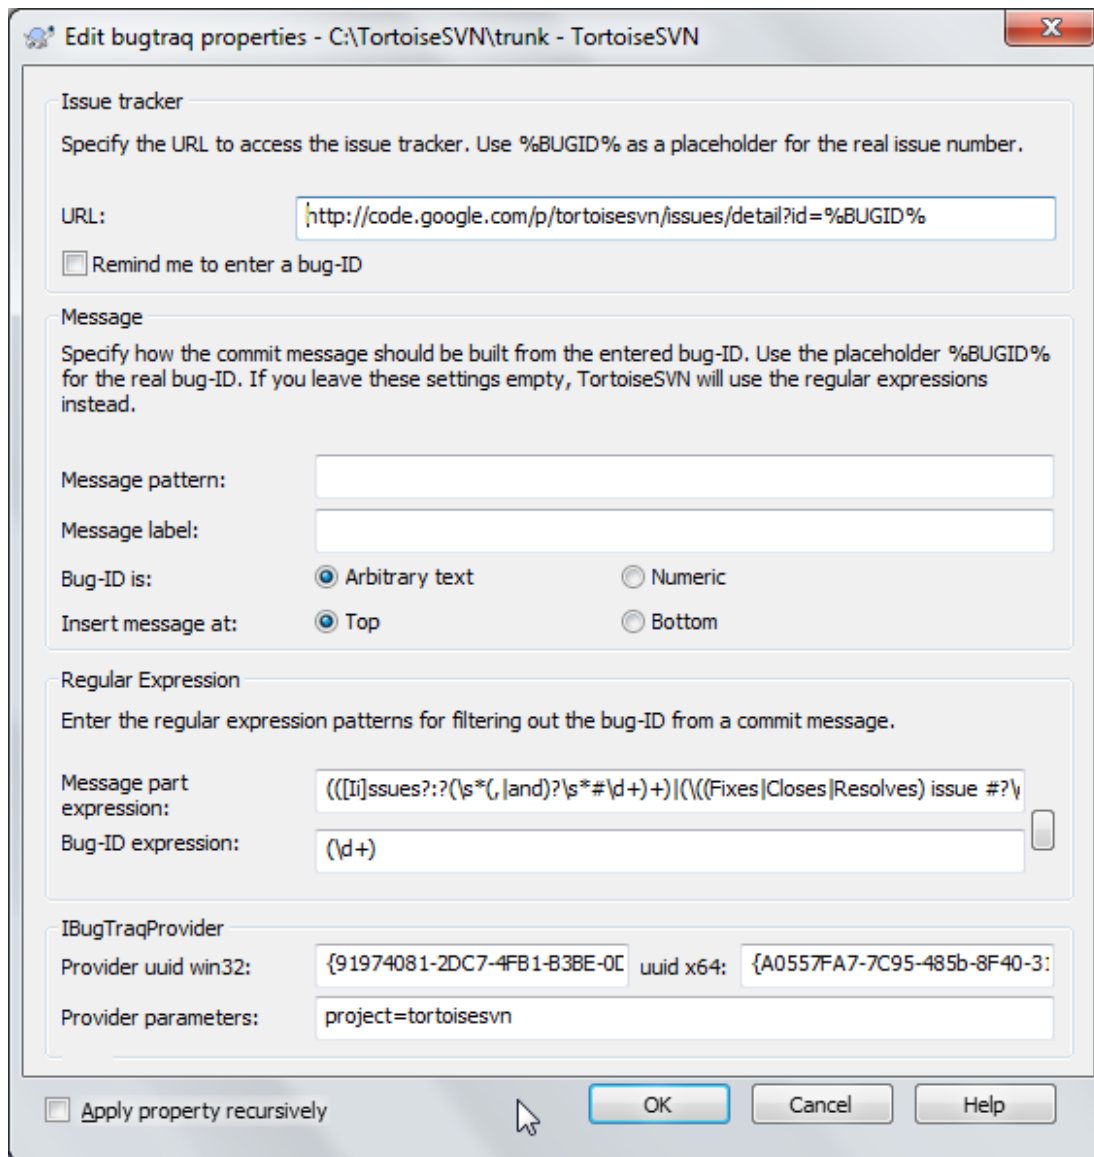 Edit bugtraq properties - C:\TortoiseSVN\trunk - TortoiseSVN
Issue tracker
Specify the URL to access the issue tracker. Use %BUGID% as a placeholder for the real issue number.
URL: http://code.google.com/p/tortoisesvn/issues/detail?id=%BUGID%
Remind me to enter a bug-ID
Message
Specify how the commit message should be built from the entered bug-ID. Use the placeholder %BUGID%
for the real bug-ID. If you leave these settings empty, TortoiseSVN will use the regular expressions
instead.
Message pattern:
Message label:
Bug-ID is: Arbitrary text Numeric
Insert message at: Top Bottom
Regular Expression
Enter the regular expression patterns for filtering out the bug-ID from a commit message.
Message part
expression:
(([Ii]ssues?:?(\s*(,|and)?\s*#\d+)+)|(\((Fixes|Closes|Resolves) issue #?\
Bug-ID expression: (\d+)
IBugTraqProvider
Provider uuid win32: {91974081-2DC7-4FB1-B3BE-0D uuid x64: {A0557FA7-7C95-485b-8F40-31
Provider parameters: project=tortoisesvn
Apply property recursively OK Cancel Help